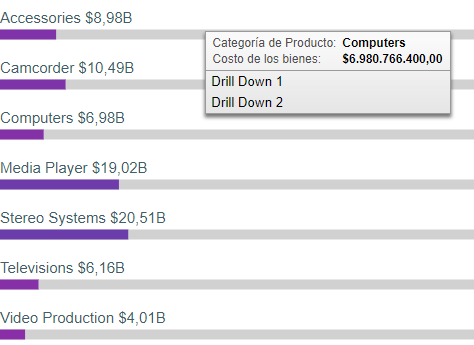 Accessories $8,98B
Categoría de Producto: Computers
Costo de los bienes: $6.980.766.400,00
Camcorder $10,49B
Drill Down 1
Drill Down 2
Computers $6,98B
Media Player $19,02B
Stereo Systems $20,51B
Televisions $6,16B
Video Production $4,01B